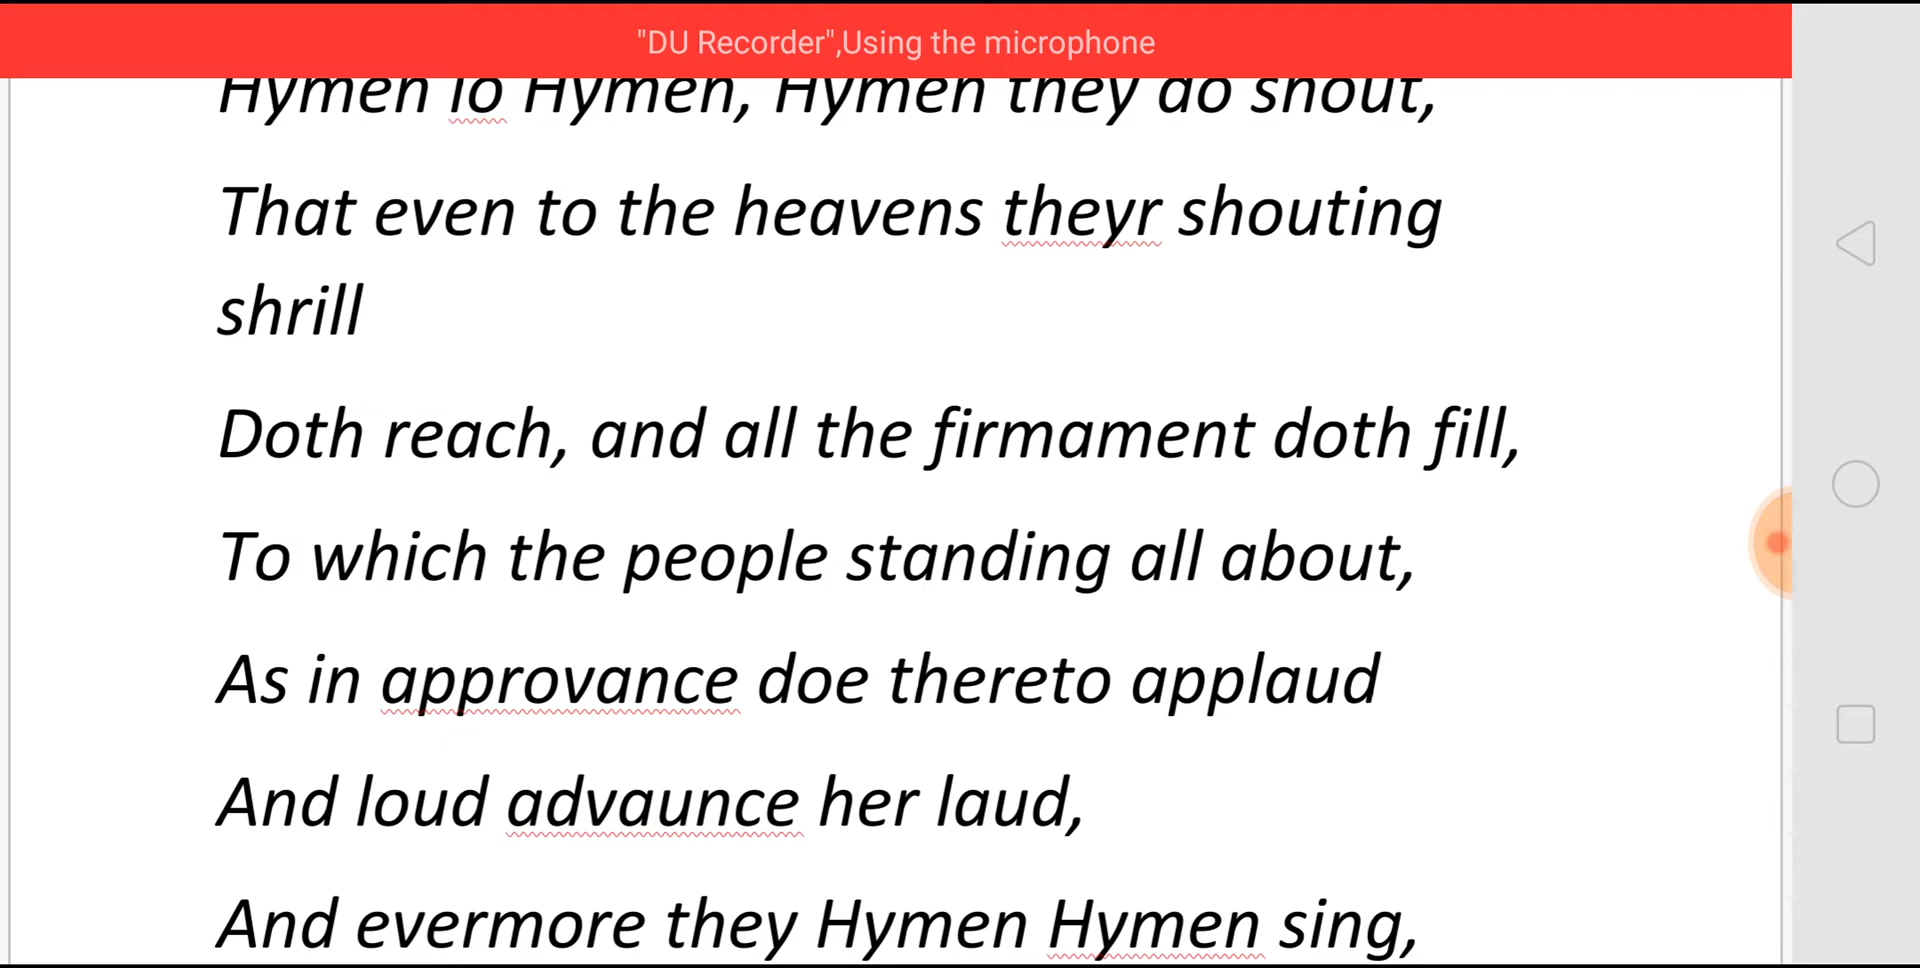 "DU Recorder",Using the microphone
Hymen io Hymen, Hymen they do shout,
That even to the heavens theyr shouting
shrill
Doth reach, and all the firmament doth fill,
To which the people standing all about,
As in approvance doe thereto applaud
And loud advaunce her laud,
And evermore they Hymen Hymen sing,